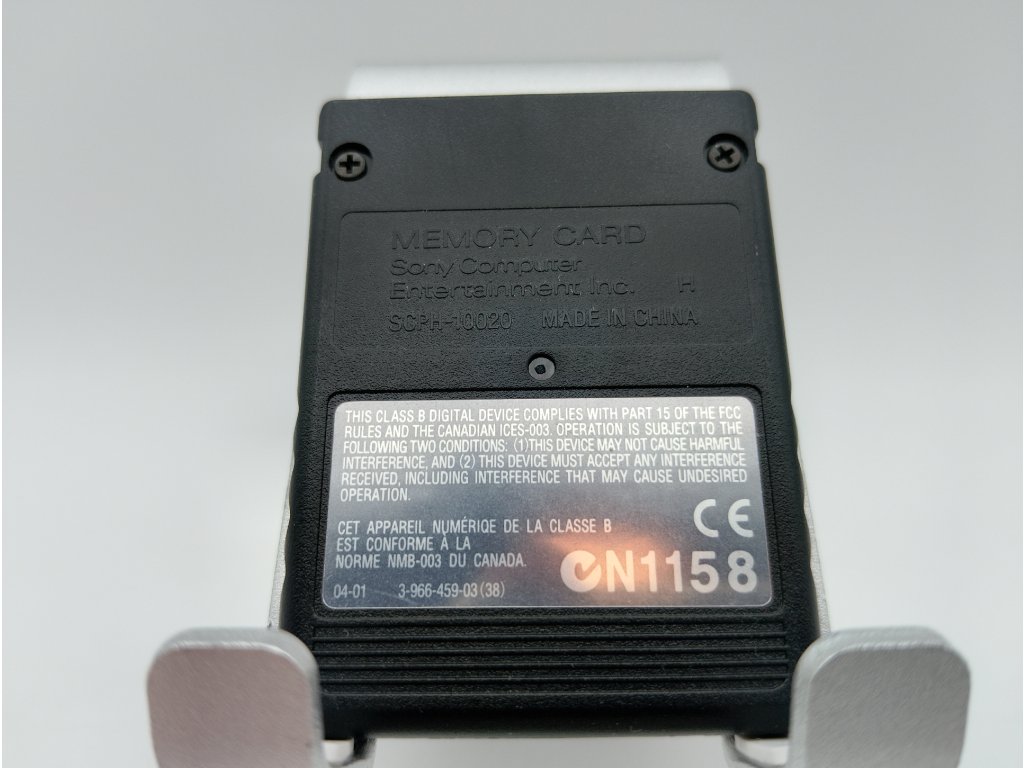 MEMORY CARD
Sony Computer
Entertainment Inc. H
SCPH-10020 MADE IN CHINA
THIS CLASS B DIGITAL DEVICE COMPLIES WITH PART 15 OF THE FCC
RULES AND THE CANADIAN ICES-003. OPERATION IS SUBJECT TO THE
FOLLOWING TWO CONDITIONS: (1)THIS DEVICE MAY NOT CAUSE HARMFUL
INTERFERENCE, AND (2) THIS DEVICE MUST ACCEPT ANY INTERFERENCE
RECEIVED, INCLUDING INTERFERENCE THAT MAY CAUSE UNDESIRED
OPERATION.
CE
CET APPAREIL NUMÉRIQE DE LA CLASSE B
EST CONFORME À LA
NORME NMB-003 DU CANADA.
N1158
04-01 3-966-459-03(38)